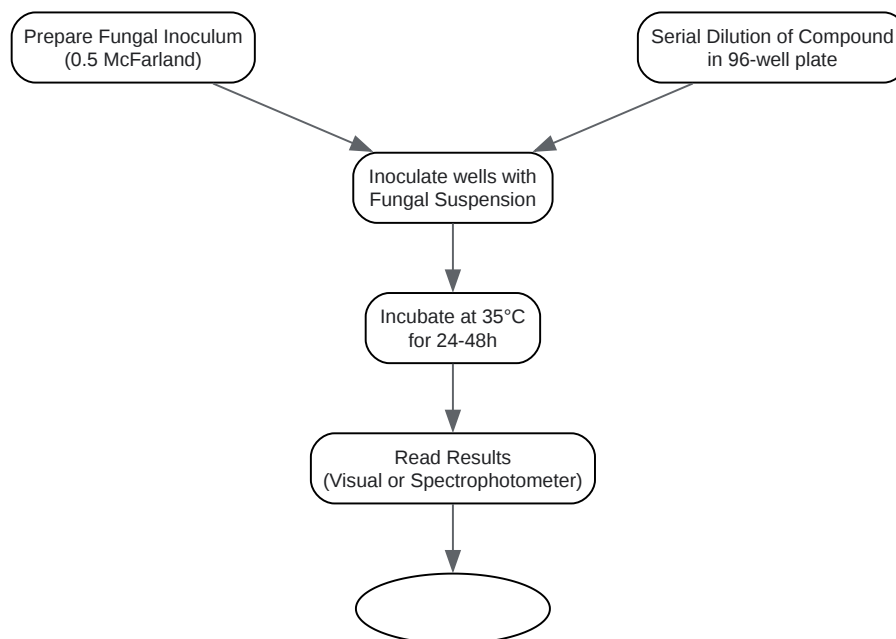 Prepare Fungal Inoculum
(0.5 McFarland)
Serial Dilution of Compound
in 96-well plate
Inoculate wells with
Fungal Suspension
Incubate at 35°C
for 24-48h
Read Results
(Visual or Spectrophotometer)